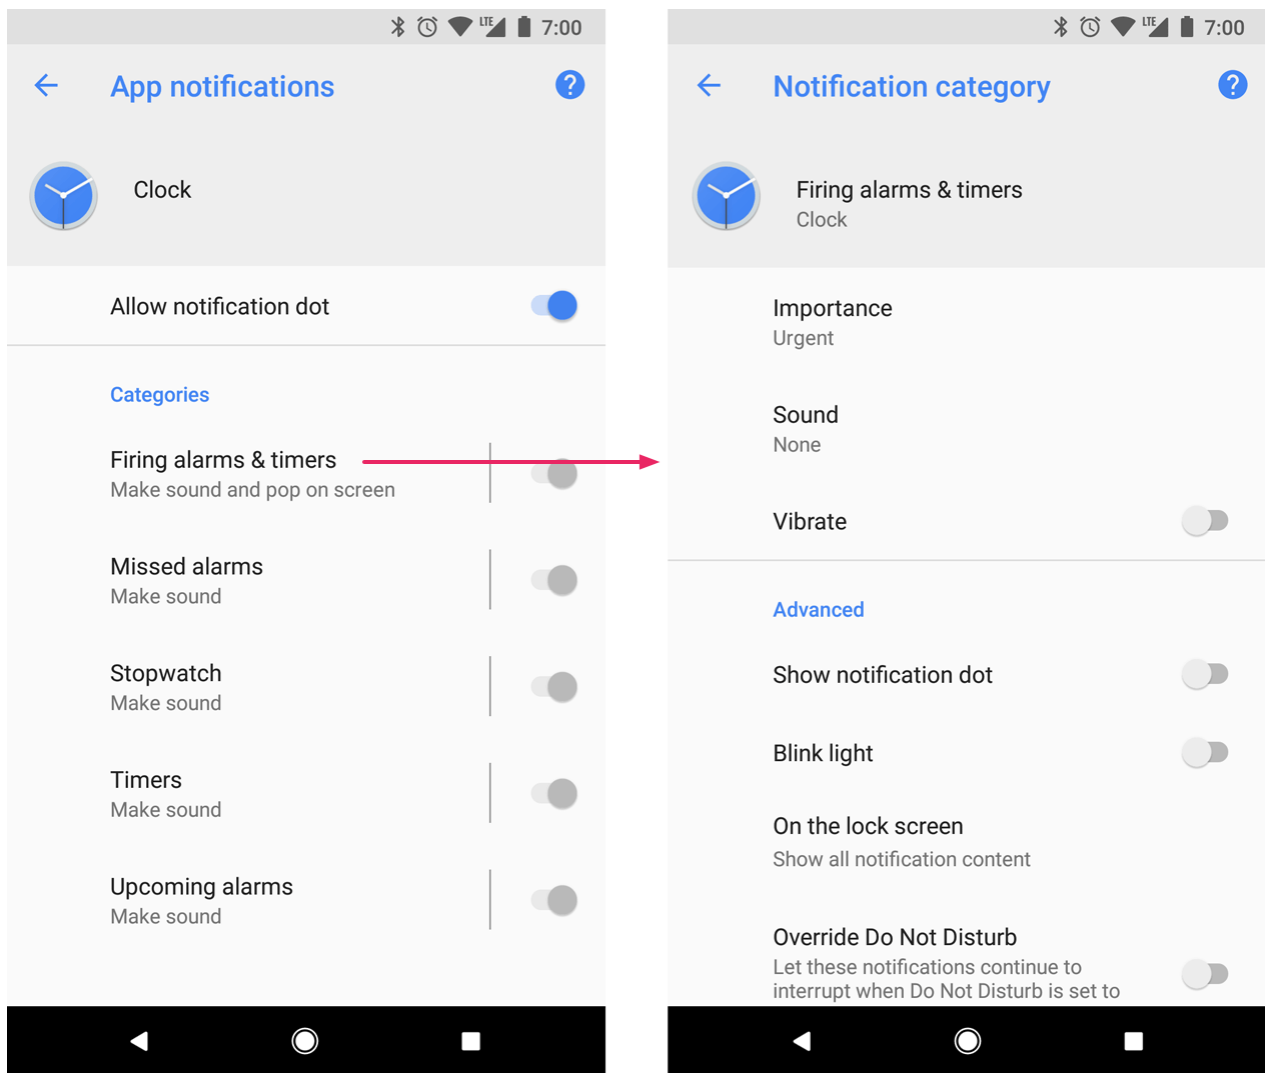 LTE 7:00
App notifications
?
Clock
Allow notification dot
Categories
Firing alarms & timers
Make sound and pop on screen
Missed alarms
Make sound
Stopwatch
Make sound
Timers
Make sound
Upcoming alarms
Make sound
LTE 7:00
Notification category
?
Firing alarms & timers
Clock
Importance
Urgent
Sound
None
Vibrate
Advanced
Show notification dot
Blink light
On the lock screen
Show all notification content
Override Do Not Disturb
Let these notifications continue to
interrupt when Do Not Disturb is set to